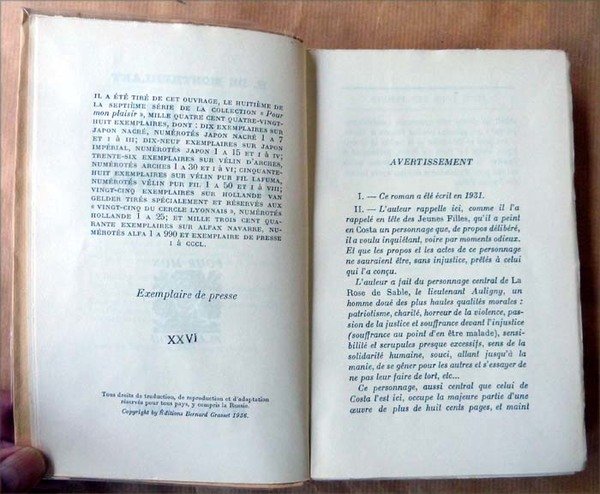 IL A ÉTÉ TIRÉ DE CET OUVRAGE, LE HUITIÈME DE
LA SEPTIÈME SÉRIE DE LA COLLECTION « Pour
mon plaisir », MILLE QUATRE CENT QUATRE-VINGT-
HUIT EXEMPLAIRES, DONT : DIX EXEMPLAIRES SUR
JAPON NACRÉ, NUMÉROTÉS JAPON NACRÉ 1 A 7
ET I à III; DIX-NEUF EXEMPLAIRES SUR JAPON
IMPÉRIAL, NUMÉROTÉS JAPON 1 A 15 ET I à IV;
TRENTE-SIX EXEMPLAIRES SUR VÉLIN D'ARCHES,
NUMÉROTÉS ARCHES 1 A 30 ET I à VI; CINQUANTE-
HUIT EXEMPLAIRES SUR VÉLIN PUR FIL LAFUMA,
NUMÉROTÉS VÉLIN PUR FIL 1 A 50 ET I à VIII;
VINGT-CINQ EXEMPLAIRES SUR HOLLANDE VAN
GELDER TIRÉS SPÉCIALEMENT ET RÉSERVÉS AUX
« VINGT-CINQ DU CERCLE LYONNAIS », NUMÉROTÉS
HOLLANDE 1 A 25; ET MILLE TROIS CENT QUA-
RANTE EXEMPLAIRES SUR ALFAX NAVARRE, NU-
MÉROTÉS ALFA 1 A 990 ET EXEMPLAIRE DE PRESSE
I à CCCL.
Exemplaire de presse
XXVI
Tous droits de traduction, de reproduction et d'adaptation
réservés pour tous pays, y compris la Russie.
Copyright by Éditions Bernard Grasset 1936.
AVERTISSEMENT
I. — Ce roman a été écrit en 1931.
II. — L'auteur rappelle ici, comme il l'a
rappelé en tête des Jeunes Filles, qu'il a peint
en Costa un personnage que, de propos délibéré,
il a voulu inquiétant, voire par moments odieux.
Et que les propos et les actes de ce personnage
ne sauraient être, sans injustice, prêtés à celui
qui l'a conçu.
L'auteur a fait du personnage central de La
Rose de Sable, le lieutenant Auligny, un
homme doué des plus hautes qualités morales :
patriotisme, charité, horreur de la violence, pas-
sion de la justice et souffrance devant l'injustice
(souffrance au point d'en être malade), sensibi-
lité et scrupules presque excessifs, sens de la
solidarité humaine, souci, allant jusqu'à la
manie, de se gêner pour les autres et s'essayer de
ne pas leur faire de tort, etc...
Ce personnage, aussi central que celui de
Costa l'est ici, occupe la majeure partie d'une
œuvre de plus de huit cents pages, et maint